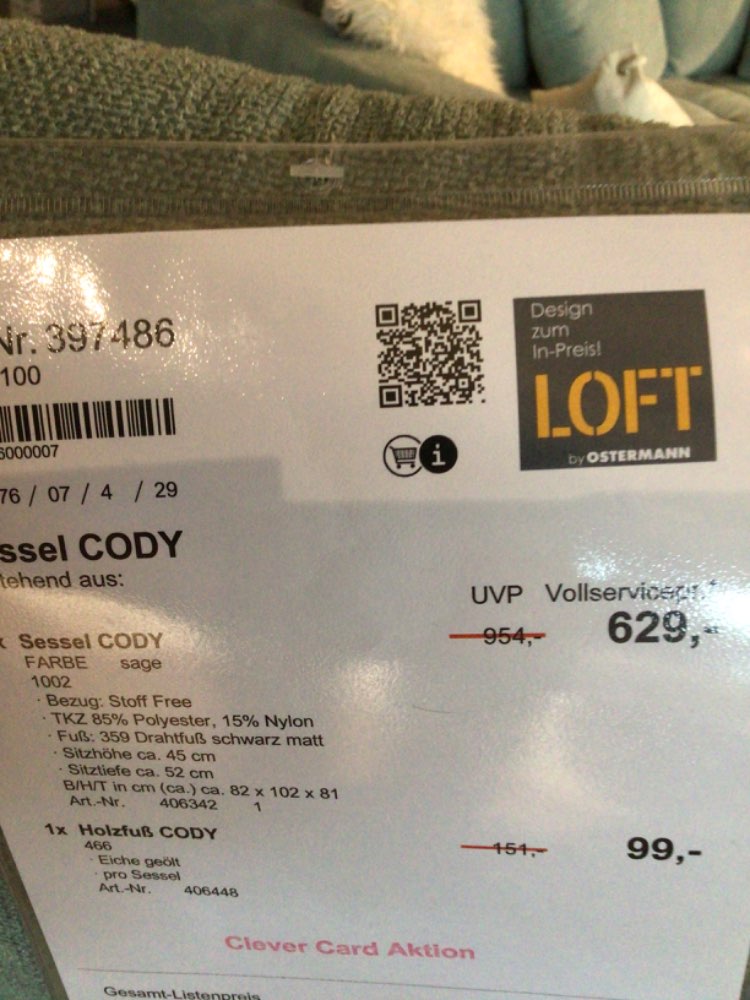 Nr. 397486
100
6000007
76 / 07 / 4 / 29
Design
zum
In-Preis!
LOFT
by OSTERMANN
ssel CODY
tehend aus:
UVP Vollservicepr.*
x Sessel CODY 954,- 629,-
FARBE sage
1002
· Bezug: Stoff Free
· TKZ 85% Polyester, 15% Nylon
· Fuß: 359 Drahtfuß schwarz matt
· Sitzhöhe ca. 45 cm
· Sitztiefe ca. 52 cm
B/H/T in cm (ca.) ca. 82 x 102 x 81
Art.-Nr. 406342 1
1x Holzfuß CODY 151,- 99,-
466
· Eiche geölt
· pro Sessel
Art.-Nr. 406448
Clever Card Aktion
Gesamt-Listenpreis